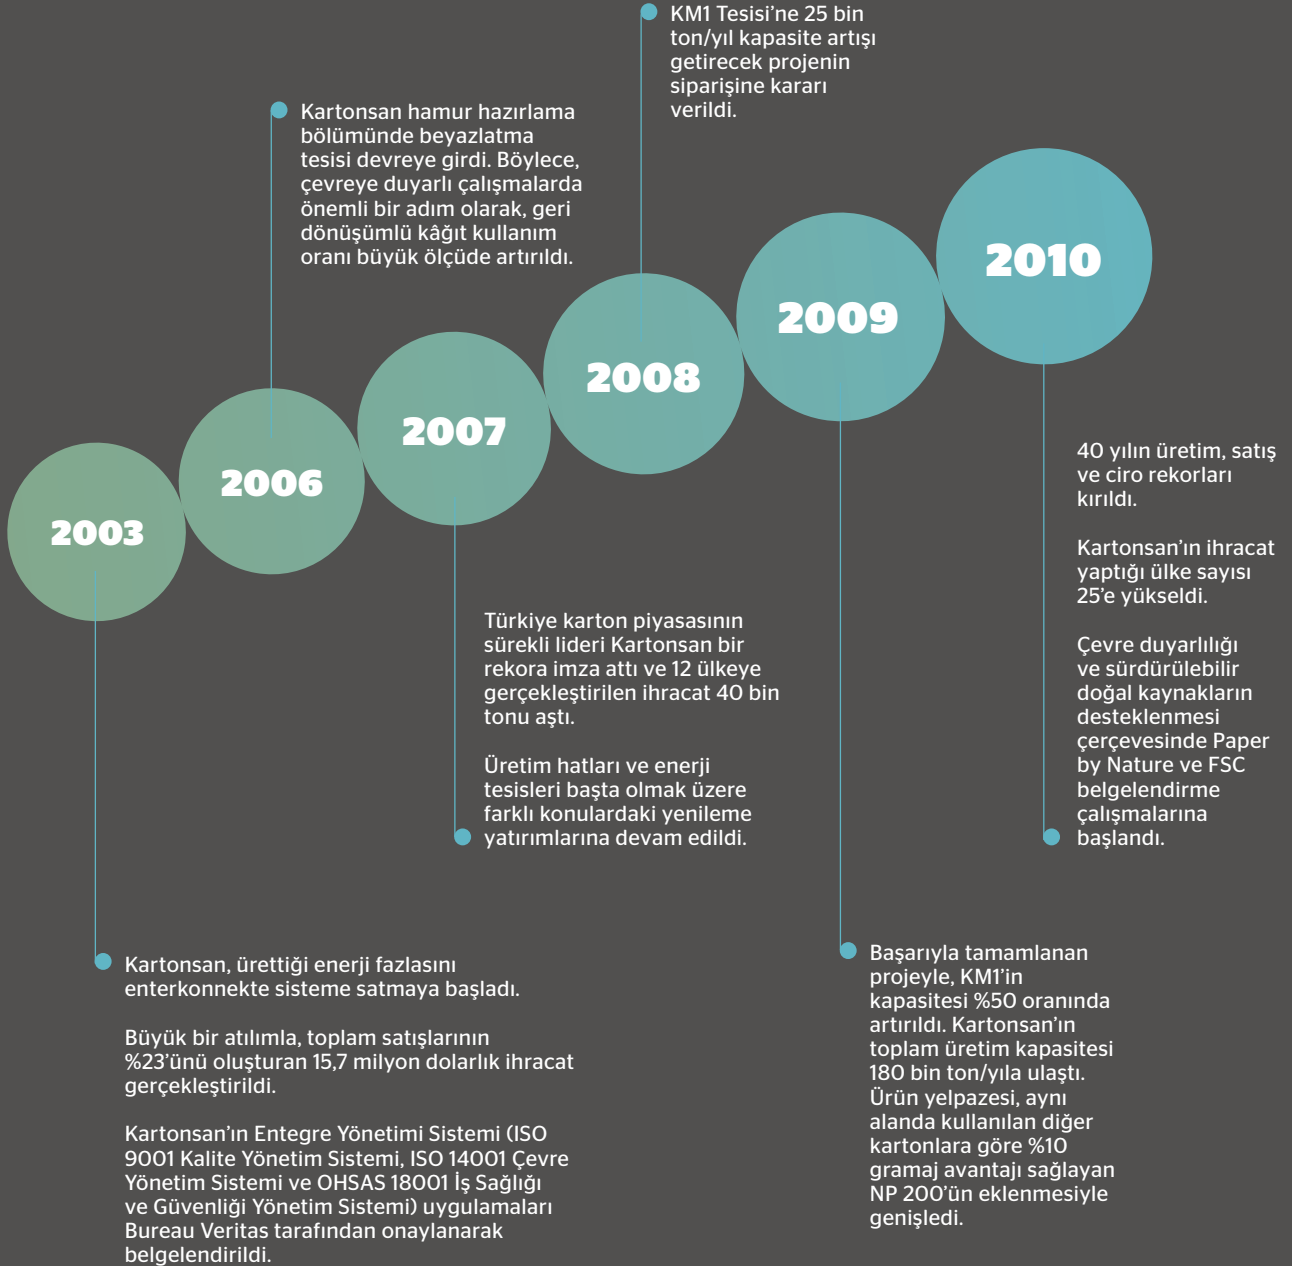 2003
Kartonsan, ürettiği enerji fazlasını
enterkonnekte sisteme satmaya başladı.
Büyük bir atılımla, toplam satışlarının
%23’ünü oluşturan 15,7 milyon dolarlık ihracat
gerçekleştirildi.
Kartonsan’ın Entegre Yönetimi Sistemi (ISO
9001 Kalite Yönetim Sistemi, ISO 14001 Çevre
Yönetim Sistemi ve OHSAS 18001 İş Sağlığı
ve Güvenliği Yönetim Sistemi) uygulamaları
Bureau Veritas tarafından onaylanarak
belgelendirildi.
2006
Kartonsan hamur hazırlama
bölümünde beyazlatma
tesisi devreye girdi. Böylece,
çevreye duyarlı çalışmalarda
önemli bir adım olarak, geri
dönüşümlü kâğıt kullanım
oranı büyük ölçüde artırıldı.
2007
Türkiye karton piyasasının
sürekli lideri Kartonsan bir
rekora imza attı ve 12 ülkeye
gerçekleştirilen ihracat 40 bin
tonu aştı.
Üretim hatları ve enerji
tesisleri başta olmak üzere
farklı konulardaki yenileme
yatırımlarına devam edildi.
2008
KM1 Tesisi’ne 25 bin
ton/yıl kapasite artışı
getirecek projenin
siparişine kararı
verildi.
2009
Başarıyla tamamlanan
projeyle, KM1’in
kapasitesi %50 oranında
artırıldı. Kartonsan’ın
toplam üretim kapasitesi
180 bin ton/yıla ulaştı.
Ürün yelpazesi, aynı
alanda kullanılan diğer
kartonlara göre %10
gramaj avantajı sağlayan
NP 200’ün eklenmesiyle
genişledi.
2010
40 yılın üretim, satış
ve ciro rekorları
kırıldı.
Kartonsan’ın ihracat
yaptığı ülke sayısı
25’e yükseldi.
Çevre duyarlılığı
ve sürdürülebilir
doğal kaynakların
desteklenmesi
çerçevesinde Paper
by Nature ve FSC
belgelendirme
çalışmalarına
başlandı.